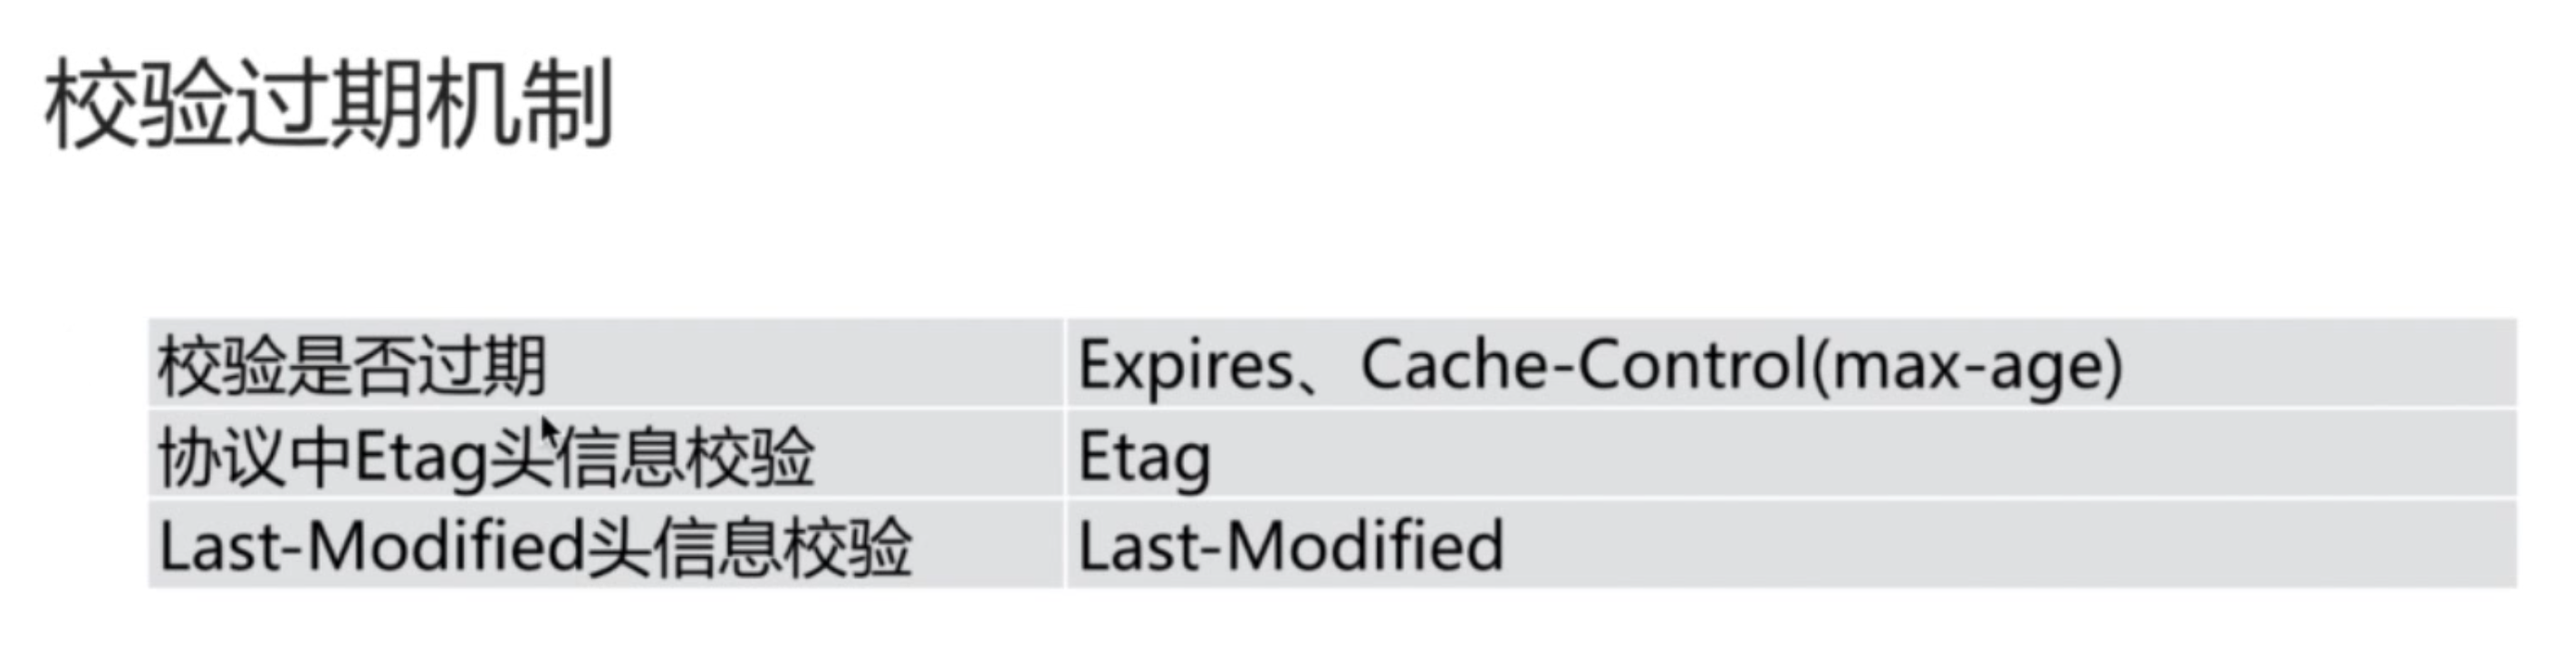 校验过期机制
校验是否过期 Expires、Cache-Control(max-age)
协议中Etag头信息校验 Etag
Last-Modified头信息校验 Last-Modified